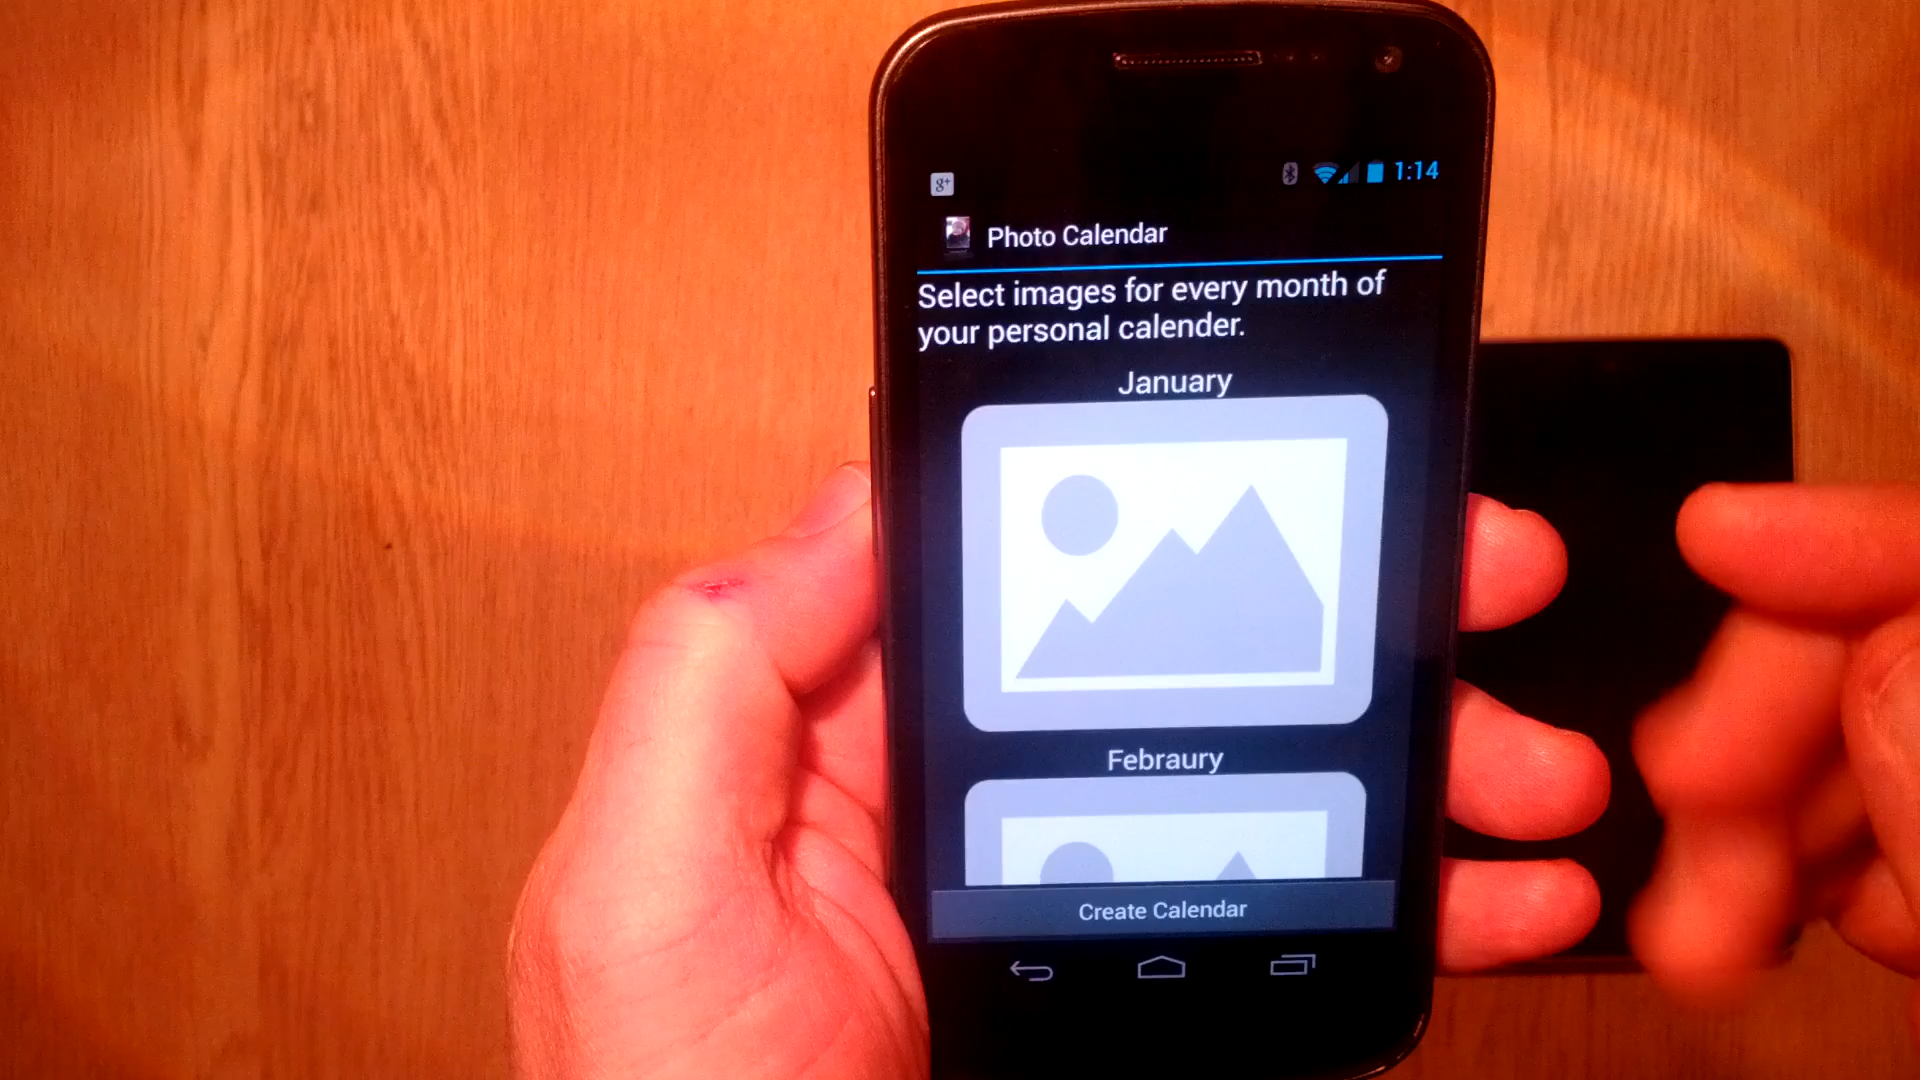 g+
1:14
Photo Calendar
Select images for every month of
your personal calender.
January
Febraury
Create Calendar